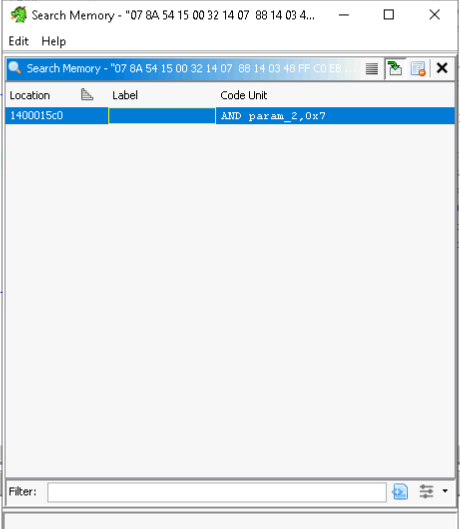 Search Memory - "07 8A 54 15 00 32 14 07 88 14 03 4...
Edit Help
Search Memory - "07 8A 54 15 00 32 14 07 88 14 03 48 FF C0 EB ...
Location Label Code Unit
1400015c0 AND param_2,0x7
Filter: